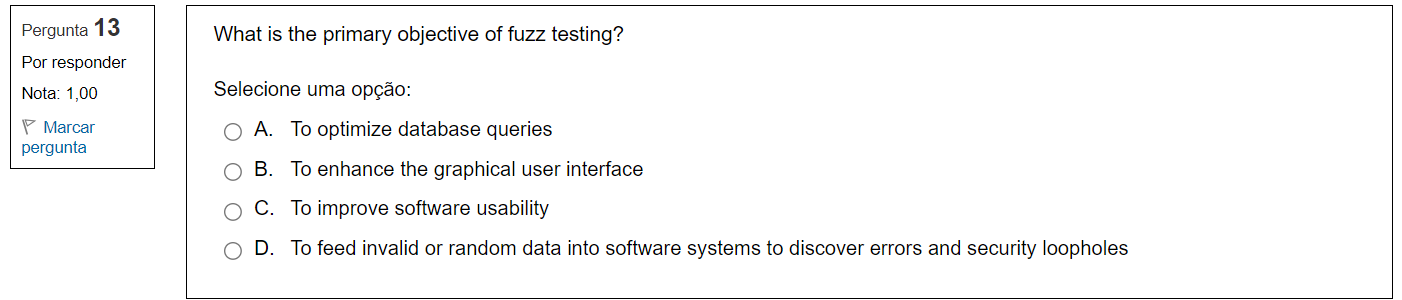 Pergunta 13
Por responder
Nota: 1,00
Marcar
pergunta
What is the primary objective of fuzz testing?
Selecione uma opção:
A. To optimize database queries
B. To enhance the graphical user interface
C. To improve software usability
D. To feed invalid or random data into software systems to discover errors and security loopholes